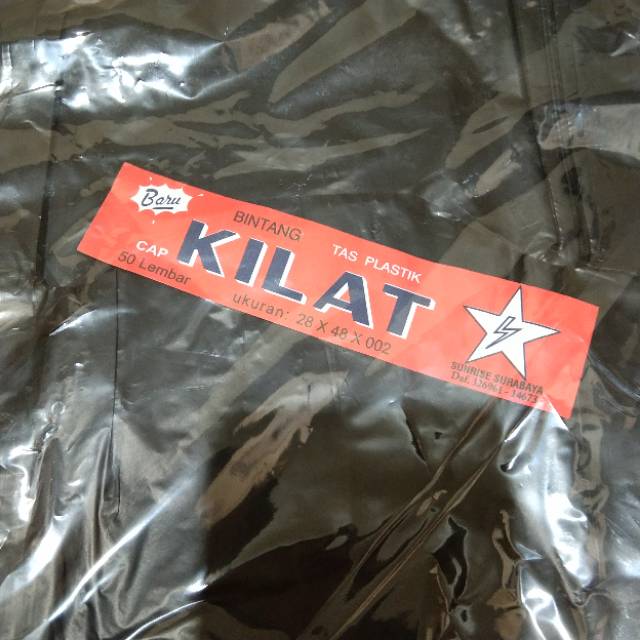 Baru
BINTANG TAS PLASTIK
CAP KILAT
50 Lembar ukuran: 28 X 48 X 002
SUNRISE SURABAYA